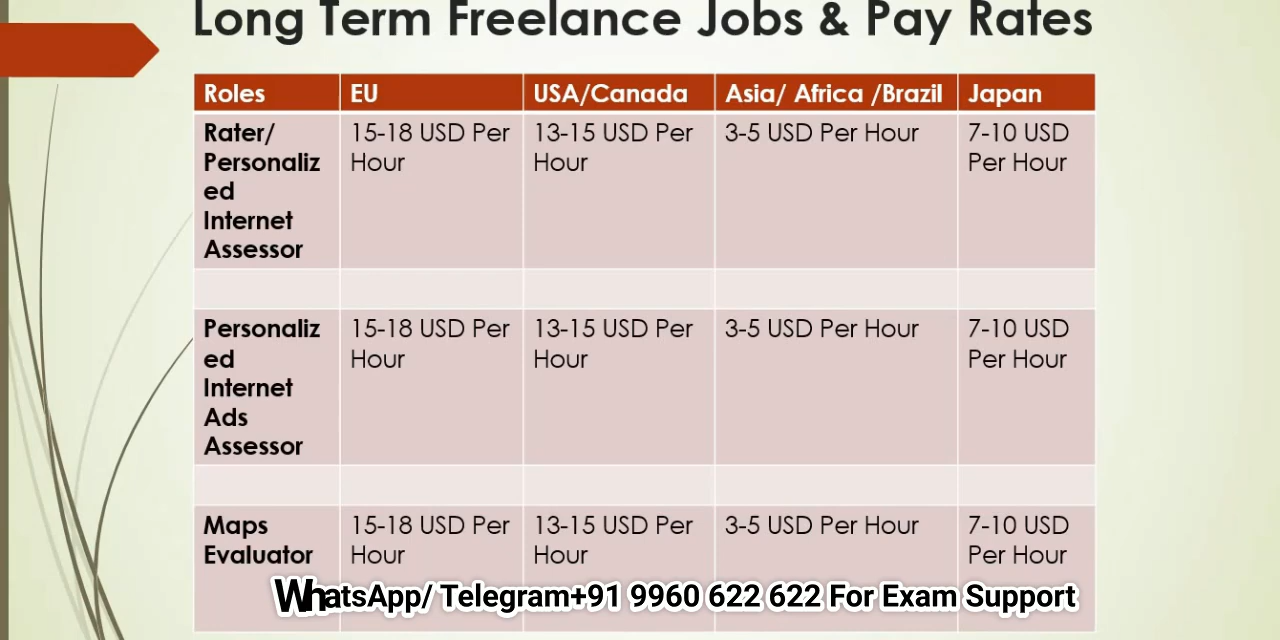 Long Term Freelance Jobs & Pay Rates
Roles EU USA/Canada Asia/ Africa /Brazil Japan
Rater/ 15-18 USD Per 13-15 USD Per 3-5 USD Per Hour 7-10 USD
Personaliz Hour Hour Per Hour
ed
Internet
Assessor
Personaliz 15-18 USD Per 13-15 USD Per 3-5 USD Per Hour 7-10 USD
ed Hour Hour Per Hour
Internet
Ads
Assessor
Maps 15-18 USD Per 13-15 USD Per 3-5 USD Per Hour 7-10 USD
Evaluator Hour Hour Per Hour
WhatsApp/ Telegram+91 9960 622 622 For Exam Support